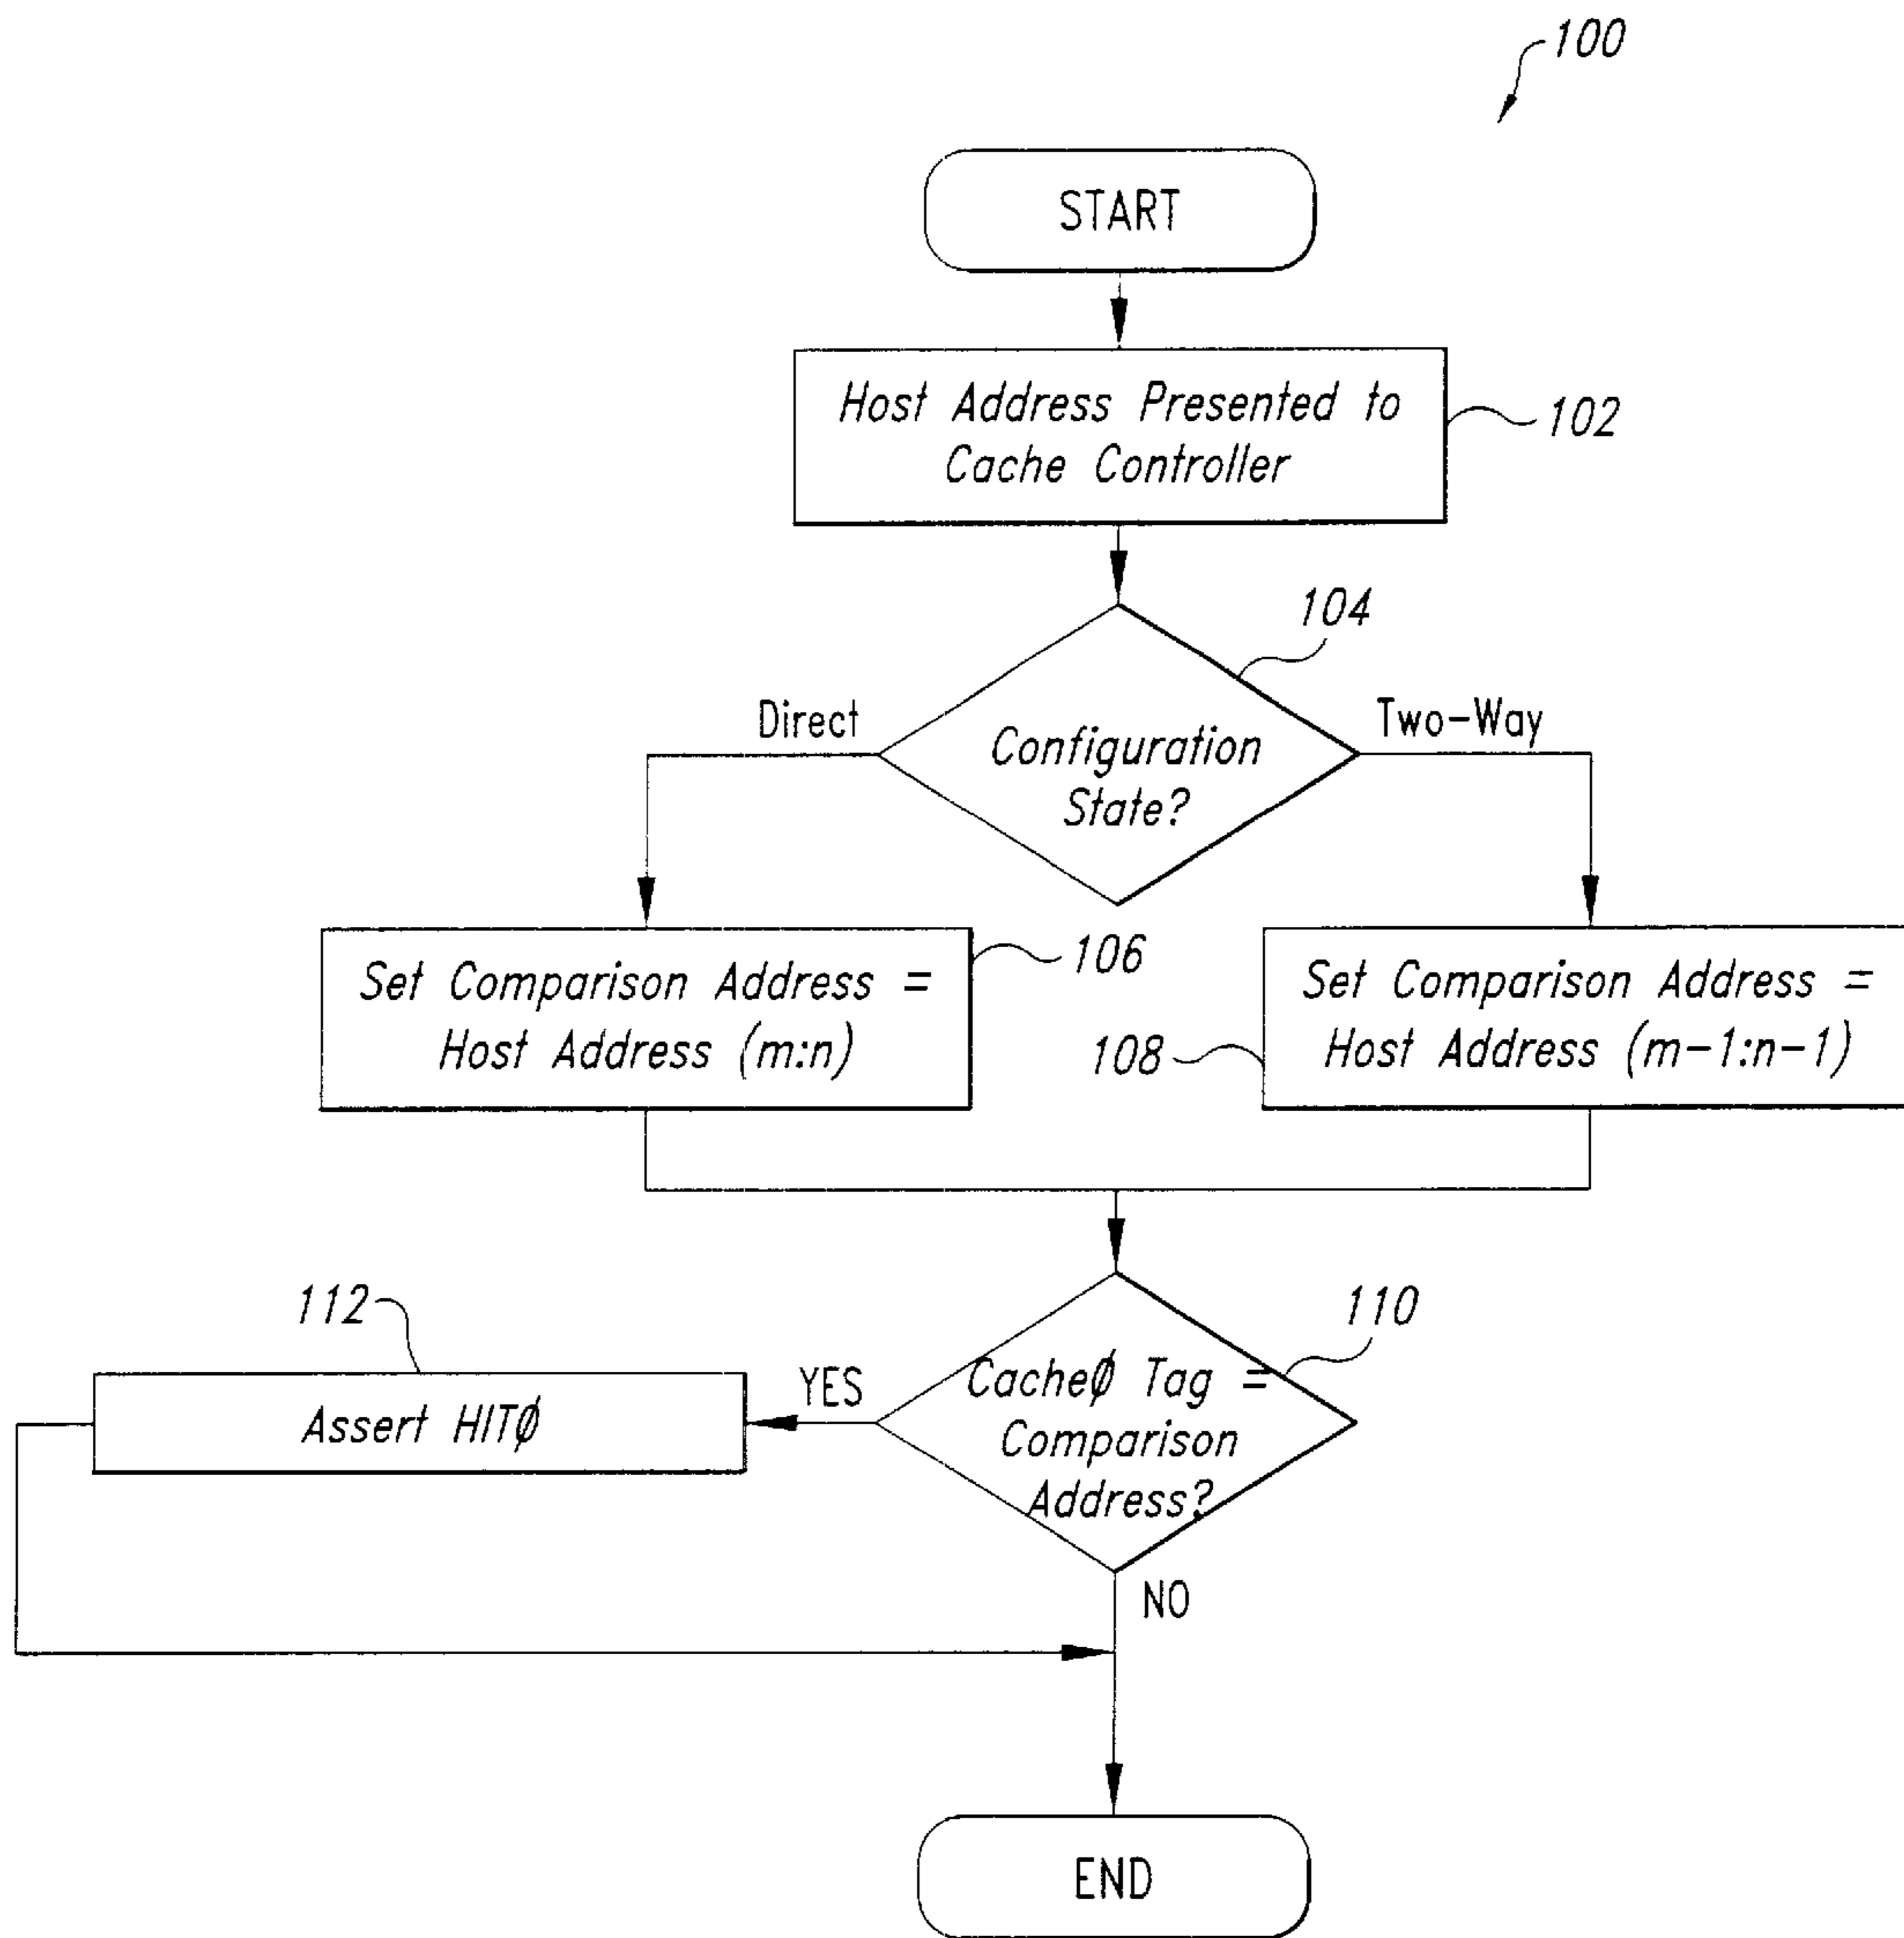 100
START
Host Address Presented to
Cache Controller
102
104
Direct
Two-Way
Configuration
State?
Set Comparison Address =
Host Address (m:n)
106
Set Comparison Address =
Host Address (m-1:n-1)
108
112
110
Assert HITØ
YES
CacheØ Tag =
Comparison
Address?
NO
END